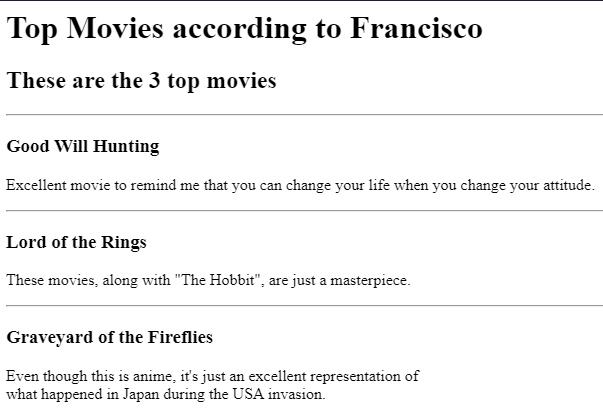 Top Movies according to Francisco
These are the 3 top movies
Good Will Hunting
Excellent movie to remind me that you can change your life when you change your attitude.
Lord of the Rings
These movies, along with "The Hobbit", are just a masterpiece.
Graveyard of the Fireflies
Even though this is anime, it's just an excellent representation of
what happened in Japan during the USA invasion.